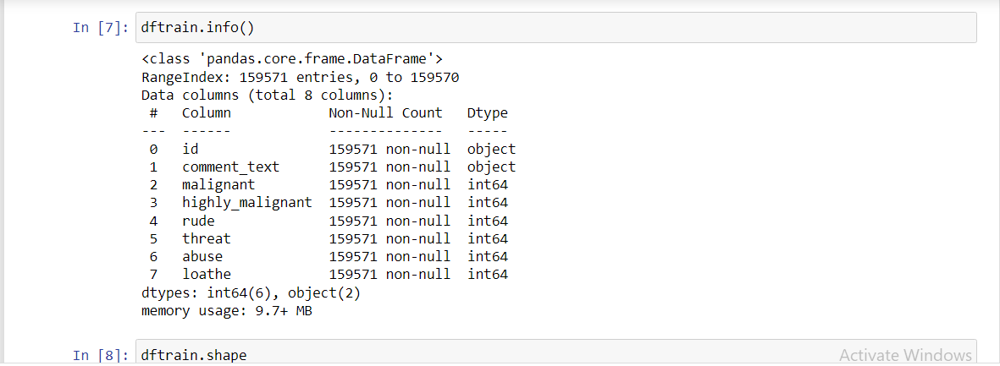 In [7]: dftrain.info()
<class 'pandas.core.frame.DataFrame'>
RangeIndex: 159571 entries, 0 to 159570
Data columns (total 8 columns):
 #   Column            Non-Null Count   Dtype
---  ------            --------------   -----
 0   id                159571 non-null  object
 1   comment_text      159571 non-null  object
 2   malignant         159571 non-null  int64
 3   highly_malignant  159571 non-null  int64
 4   rude              159571 non-null  int64
 5   threat            159571 non-null  int64
 6   abuse             159571 non-null  int64
 7   loathe            159571 non-null  int64
dtypes: int64(6), object(2)
memory usage: 9.7+ MB
In [8]: dftrain.shape
Activate Windows